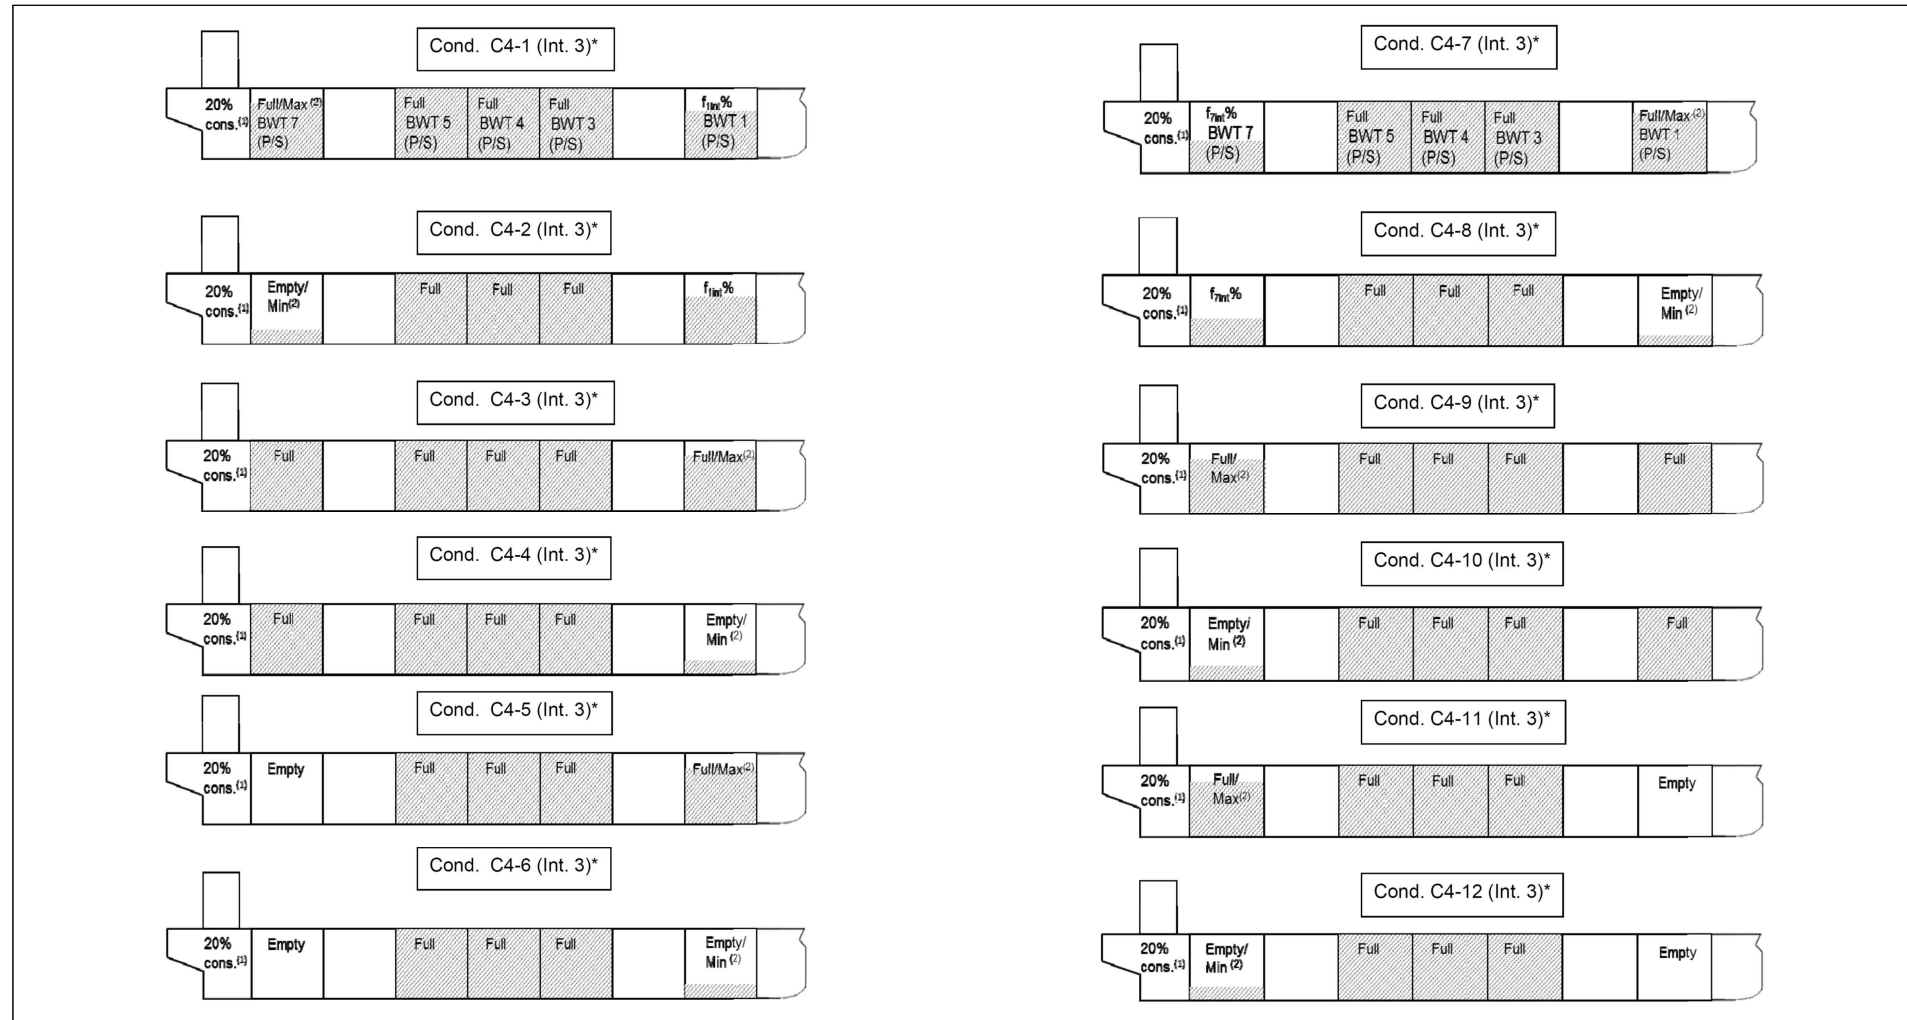 Cond. C4-1 (Int. 3)*
20% cons.(1)
Full/Max (2) BWT 7 (P/S)
Full BWT 5 (P/S)
Full BWT 4 (P/S)
Full BWT 3 (P/S)
f1int% BWT 1 (P/S)
Cond. C4-2 (Int. 3)*
20% cons.(1)
Empty/ Min(2)
Full
Full
Full
f1int%
Cond. C4-3 (Int. 3)*
20% cons.(1)
Full
Full
Full
Full
Full/Max(2)
Cond. C4-4 (Int. 3)*
20% cons.(1)
Full
Full
Full
Full
Empty/ Min (2)
Cond. C4-5 (Int. 3)*
20% cons.(1)
Empty
Full
Full
Full
Full/Max(2)
Cond. C4-6 (Int. 3)*
20% cons.(1)
Empty
Full
Full
Full
Empty/ Min (2)
Cond. C4-7 (Int. 3)*
20% cons.(1)
f7int% BWT 7 (P/S)
Full BWT 5 (P/S)
Full BWT 4 (P/S)
Full BWT 3 (P/S)
Full/Max (2) BWT 1 (P/S)
Cond. C4-8 (Int. 3)*
20% cons.(1)
f7int%
Full
Full
Full
Empty/ Min (2)
Cond. C4-9 (Int. 3)*
20% cons.(1)
Full/ Max(2)
Full
Full
Full
Full
Cond. C4-10 (Int. 3)*
20% cons.(1)
Empty/ Min (2)
Full
Full
Full
Full
Cond. C4-11 (Int. 3)*
20% cons.(1)
Full/ Max(2)
Full
Full
Full
Empty
Cond. C4-12 (Int. 3)*
20% cons.(1)
Empty/ Min (2)
Full
Full
Full
Empty